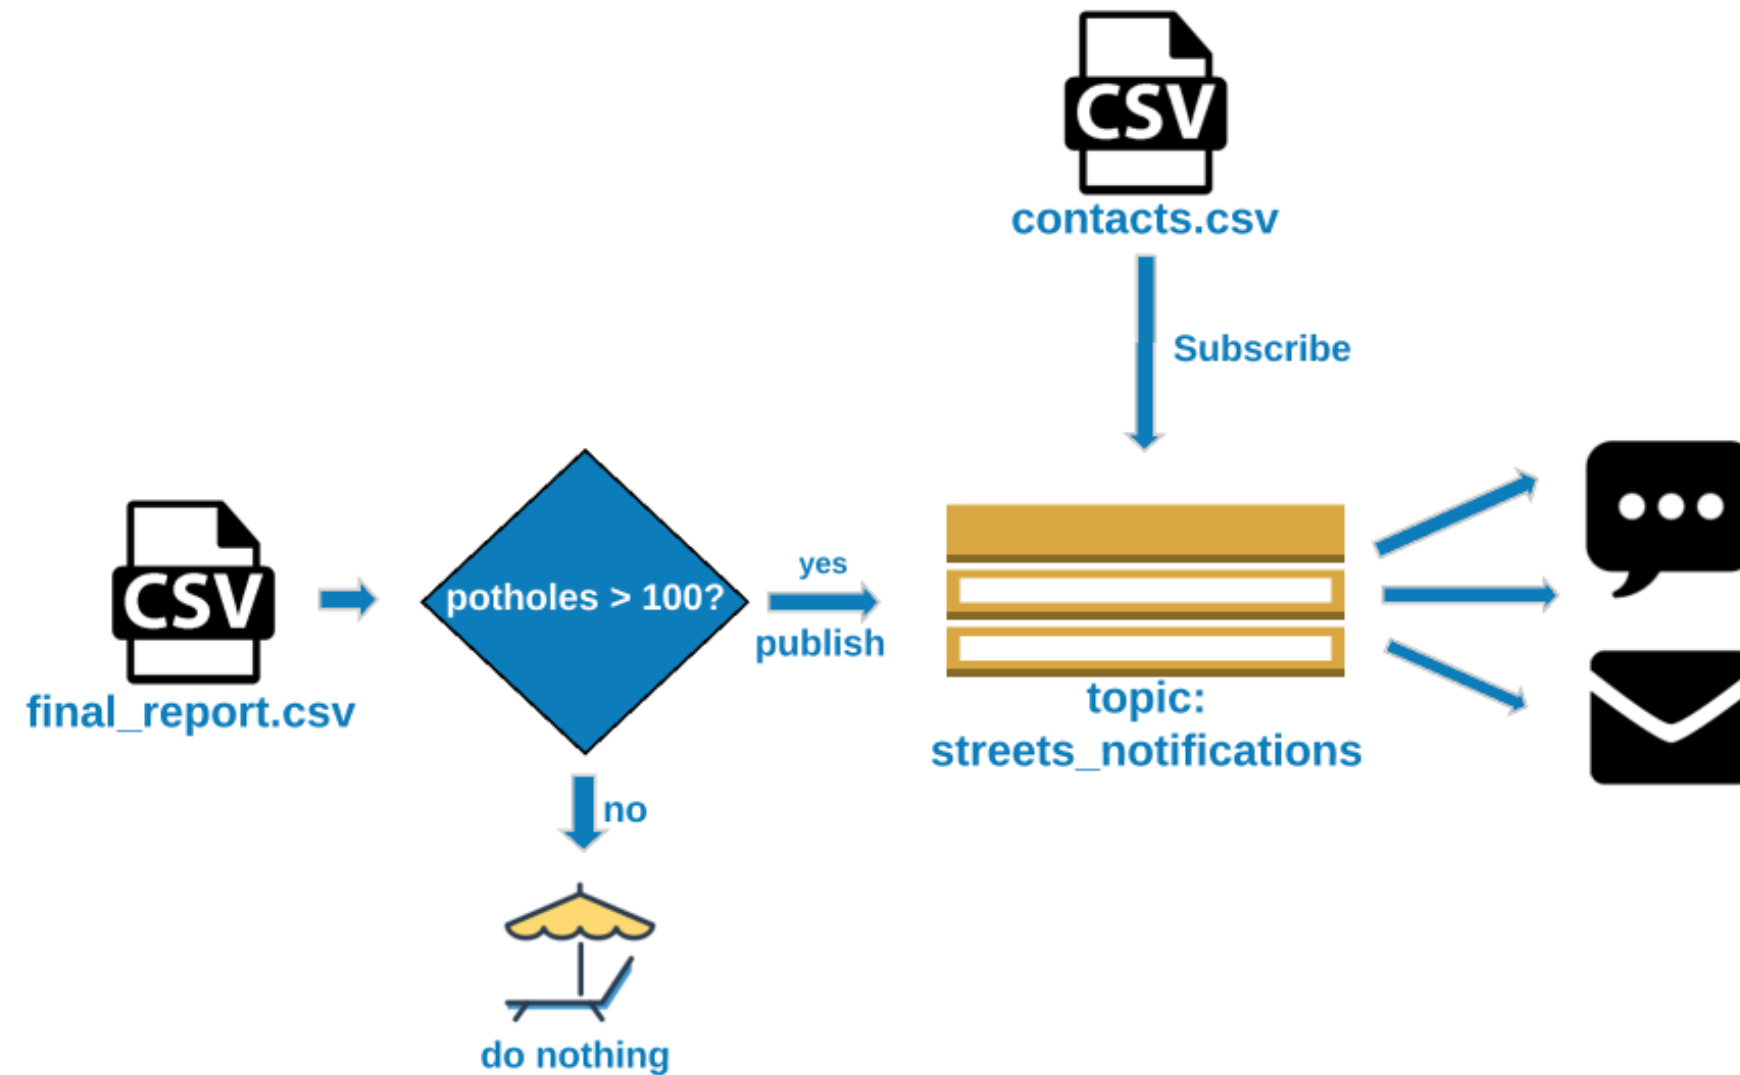 CSV
contacts.csv
Subscribe
CSV
final_report.csv
potholes > 100?
yes
publish
topic:
streets_notifications
no
do nothing